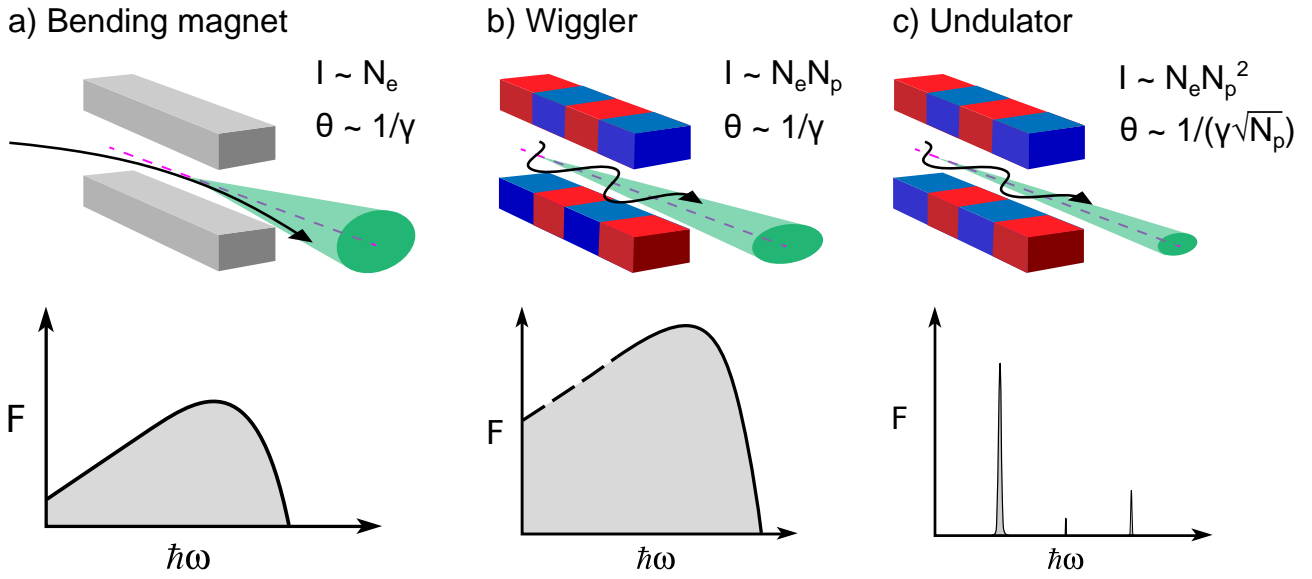 a) Bending magnet
I ~ Nₑ
θ ~ 1/γ
F
ℏω
b) Wiggler
I ~ NₑNₚ
θ ~ 1/γ
F
ℏω
c) Undulator
I ~ NₑNₚ²
θ ~ 1/(γ√Nₚ)
F
ℏω